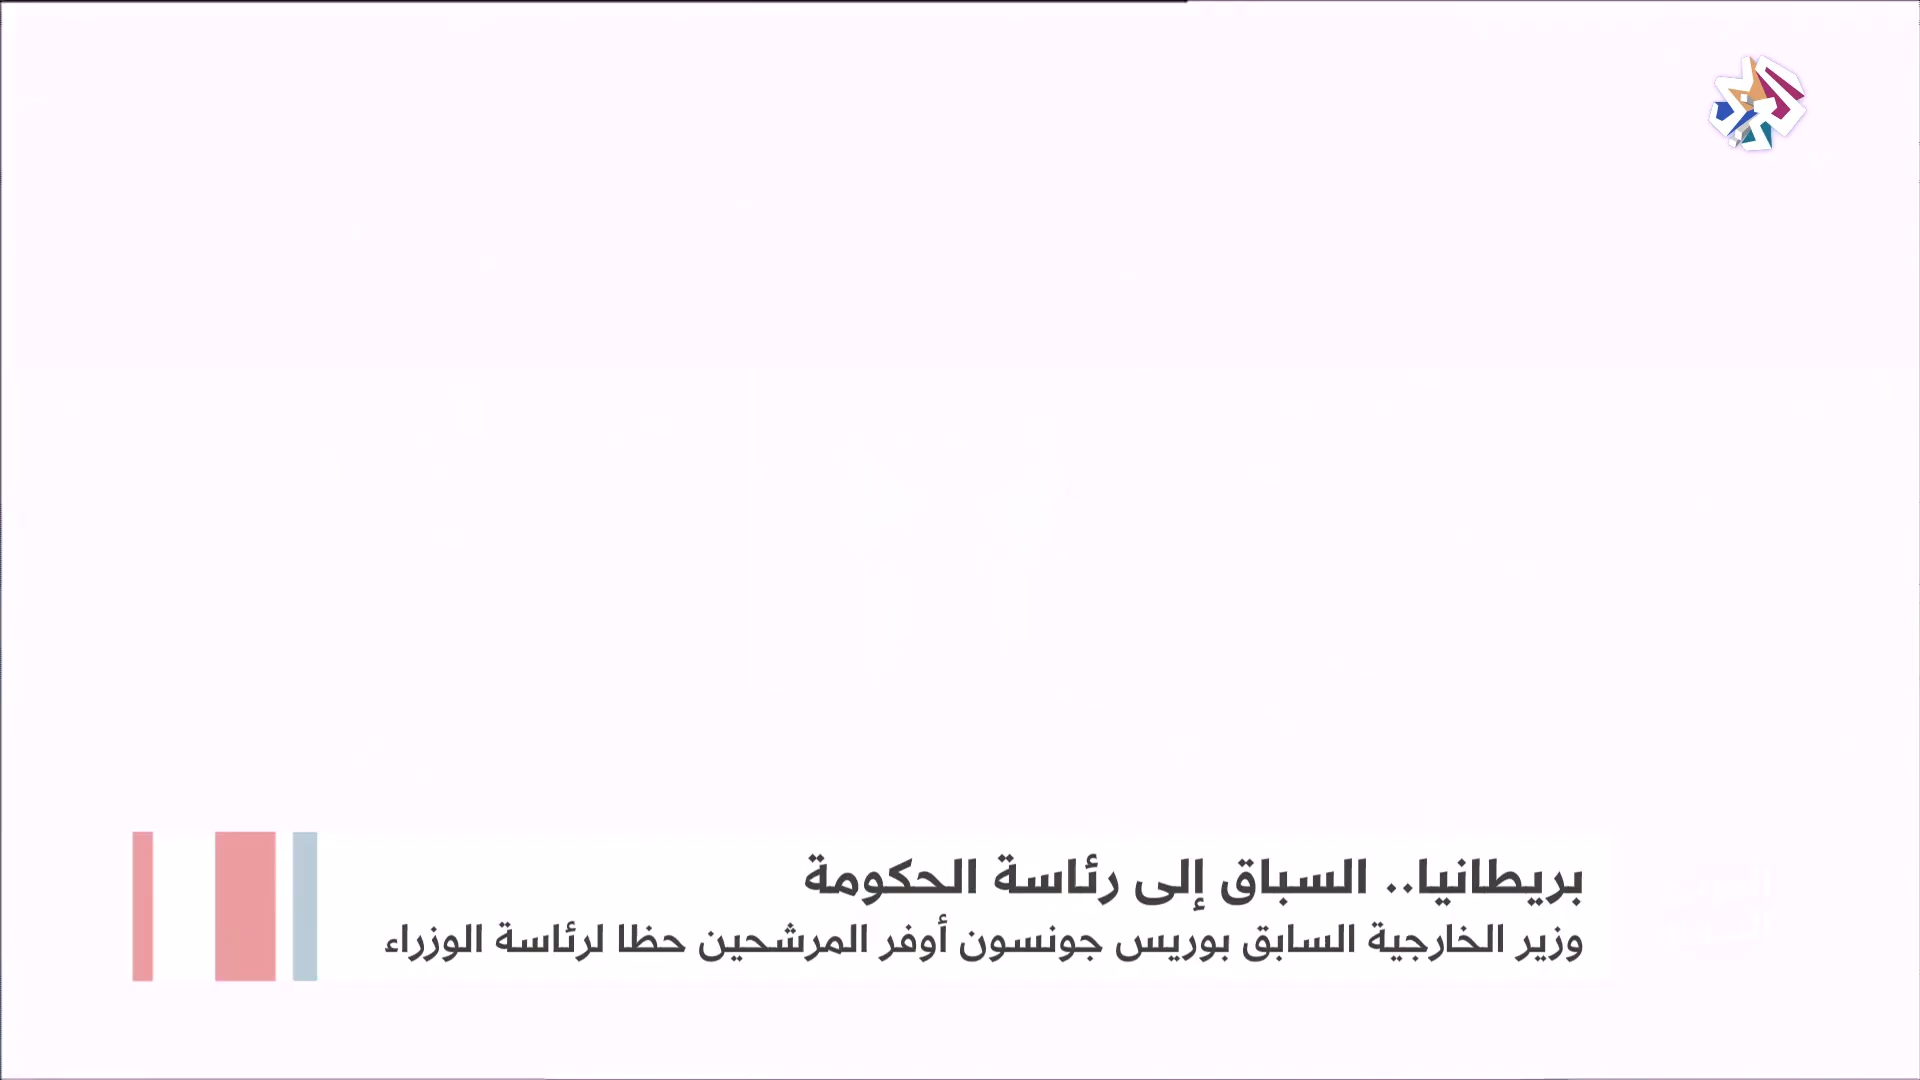 بريطانيا.. السباق إلى رئاسة الحكومة
وزير الخارجية السابق بوريس جونسون أوفر المرشحين حظا لرئاسة الوزراء